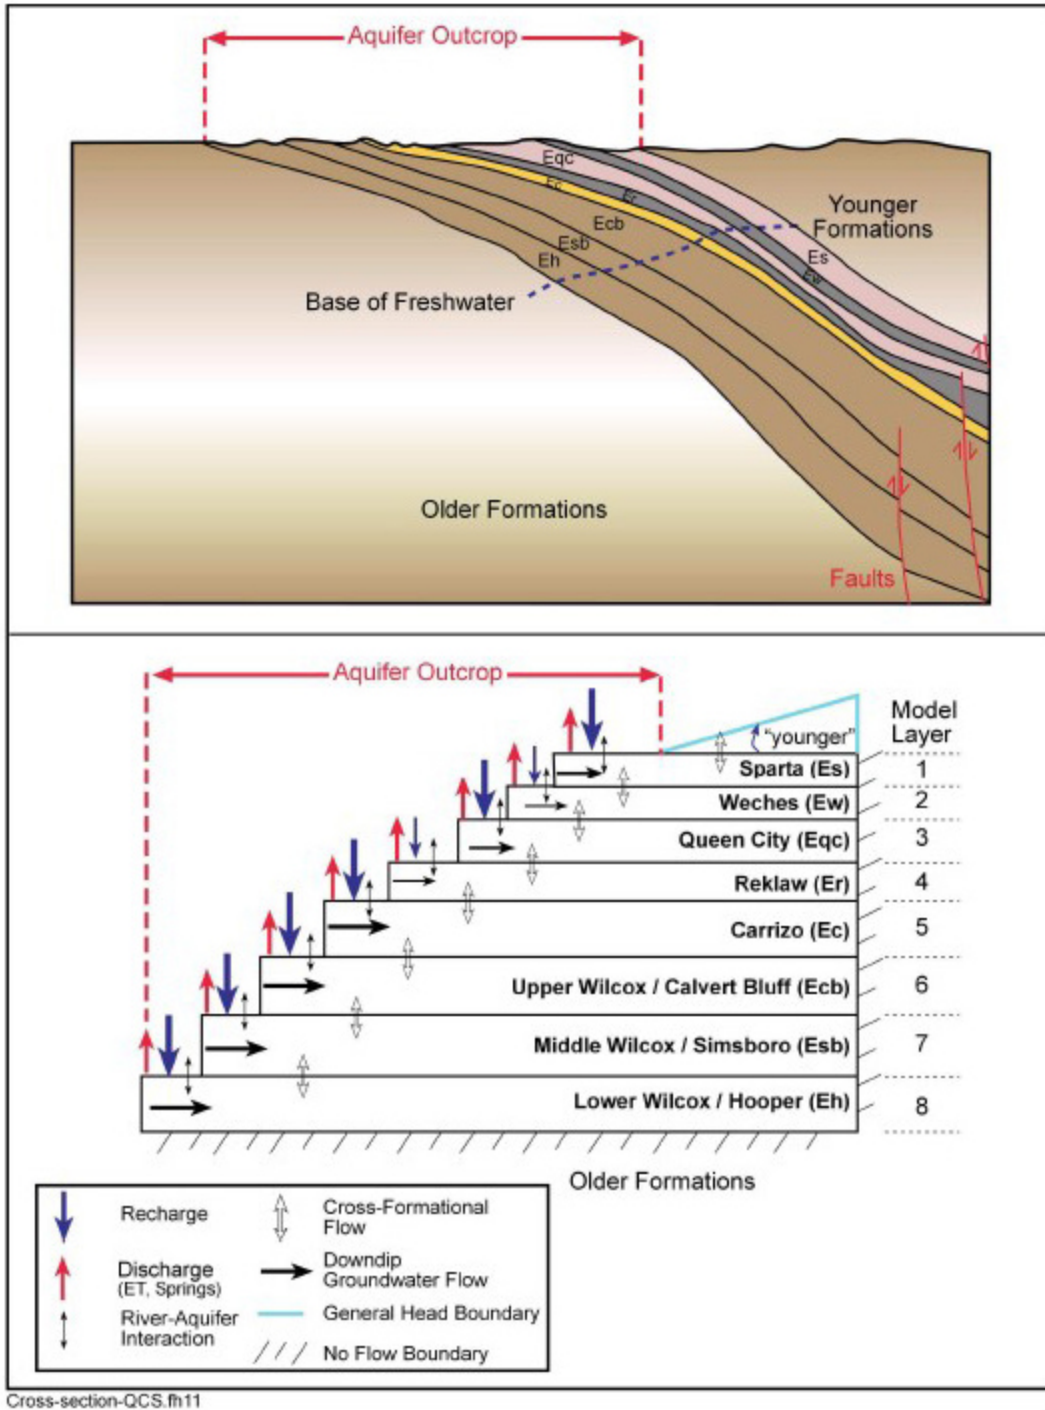 Aquifer Outcrop
Eqc
Ec
Er
Ecb
Esb
Eh
Younger
Formations
Es
Ew
Base of Freshwater
Older Formations
Faults
Aquifer Outcrop
Model
Layer
"younger"
Sparta (Es)
1
Weches (Ew)
2
Queen City (Eqc)
3
Reklaw (Er)
4
Carrizo (Ec)
5
Upper Wilcox / Calvert Bluff (Ecb)
6
Middle Wilcox / Simsboro (Esb)
7
Lower Wilcox / Hooper (Eh)
8
Older Formations
Recharge
Discharge
(ET, Springs)
River-Aquifer
Interaction
Cross-Formational
Flow
Downdip
Groundwater Flow
General Head Boundary
No Flow Boundary
Cross-section-QCS.fh11